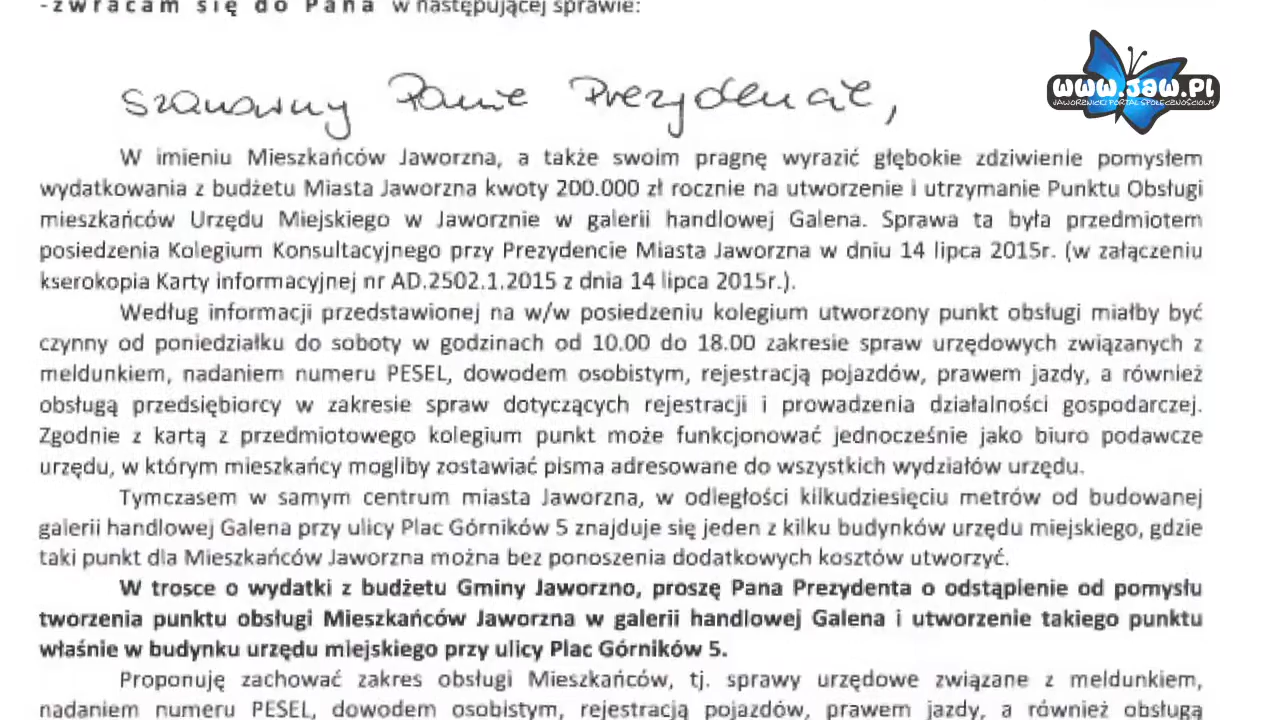 -zwracam się do Pana w następującej sprawie:
www.jaw.pl
JAWORZNICKI PORTAL SPOŁECZNOŚCIOWY
Szanowny Panie Prezydencie,
W imieniu Mieszkańców Jaworzna, a także swoim pragnę wyrazić głębokie zdziwienie pomysłem
wydatkowania z budżetu Miasta Jaworzna kwoty 200.000 zł rocznie na utworzenie i utrzymanie Punktu Obsługi
mieszkańców Urzędu Miejskiego w Jaworznie w galerii handlowej Galena. Sprawa ta była przedmiotem
posiedzenia Kolegium Konsultacyjnego przy Prezydencie Miasta Jaworzna w dniu 14 lipca 2015r. (w załączeniu
kserokopia Karty informacyjnej nr AD.2502.1.2015 z dnia 14 lipca 2015r.).
Według informacji przedstawionej na w/w posiedzeniu kolegium utworzony punkt obsługi miałby być
czynny od poniedziałku do soboty w godzinach od 10.00 do 18.00 zakresie spraw urzędowych związanych z
meldunkiem, nadaniem numeru PESEL, dowodem osobistym, rejestracją pojazdów, prawem jazdy, a również
obsługą przedsiębiorcy w zakresie spraw dotyczących rejestracji i prowadzenia działalności gospodarczej.
Zgodnie z kartą z przedmiotowego kolegium punkt może funkcjonować jednocześnie jako biuro podawcze
urzędu, w którym mieszkańcy mogliby zostawiać pisma adresowane do wszystkich wydziałów urzędu.
Tymczasem w samym centrum miasta Jaworzna, w odległości kilkudziesięciu metrów od budowanej
galerii handlowej Galena przy ulicy Plac Górników 5 znajduje się jeden z kilku budynków urzędu miejskiego, gdzie
taki punkt dla Mieszkańców Jaworzna można bez ponoszenia dodatkowych kosztów utworzyć.
W trosce o wydatki z budżetu Gminy Jaworzno, proszę Pana Prezydenta o odstąpienie od pomysłu
tworzenia punktu obsługi Mieszkańców Jaworzna w galerii handlowej Galena i utworzenie takiego punktu
właśnie w budynku urzędu miejskiego przy ulicy Plac Górników 5.
Proponuję zachować zakres obsługi Mieszkańców, tj. sprawy urzędowe związane z meldunkiem,
nadaniem numeru PESEL, dowodem osobistym, rejestracją pojazdów, prawem jazdy, a również obsługą